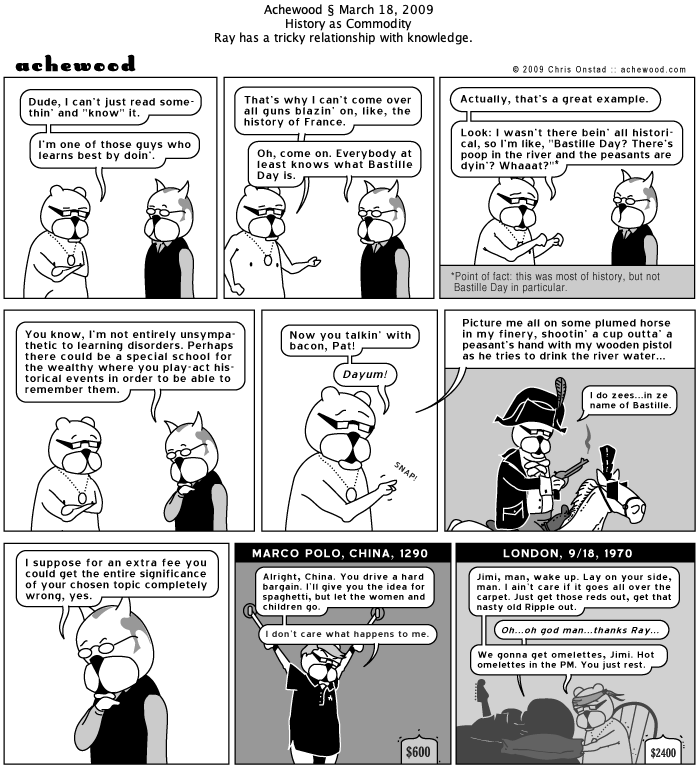 Achewood § March 18, 2009
History as Commodity
Ray has a tricky relationship with knowledge.
achewood
© 2009 Chris Onstad :: achewood.com
Dude, I can't just read some-
thin' and "know" it.
I'm one of those guys who
learns best by doin'.
That's why I can't come over
all guns blazin' on, like, the
history of France.
Oh, come on. Everybody at
least knows what Bastille
Day is.
Actually, that's a great example.
Look: I wasn't there bein' all histori-
cal, so I'm like, "Bastille Day? There's
poop in the river and the peasants are
dyin'? Whaaat?"*
*Point of fact: this was most of history, but not
Bastille Day in particular.
You know, I'm not entirely unsympa-
thetic to learning disorders. Perhaps
there could be a special school for
the wealthy where you play-act his-
torical events in order to be able to
remember them.
Now you talkin' with
bacon, Pat!
Dayum!
SNAP!
Picture me all on some plumed horse
in my finery, shootin' a cup outta' a
peasant's hand with my wooden pistol
as he tries to drink the river water...
I do zees...in ze
name of Bastille.
I suppose for an extra fee you
could get the entire significance
of your chosen topic completely
wrong, yes.
MARCO POLO, CHINA, 1290
Alright, China. You drive a hard
bargain. I'll give you the idea for
spaghetti, but let the women and
children go.
I don't care what happens to me.
$600
LONDON, 9/18, 1970
Jimi, man, wake up. Lay on your side,
man. I ain't care if it goes all over the
carpet. Just get those reds out, get that
nasty old Ripple out.
Oh...oh god man...thanks Ray...
We gonna get omelettes, Jimi. Hot
omelettes in the PM. You just rest.
$2400